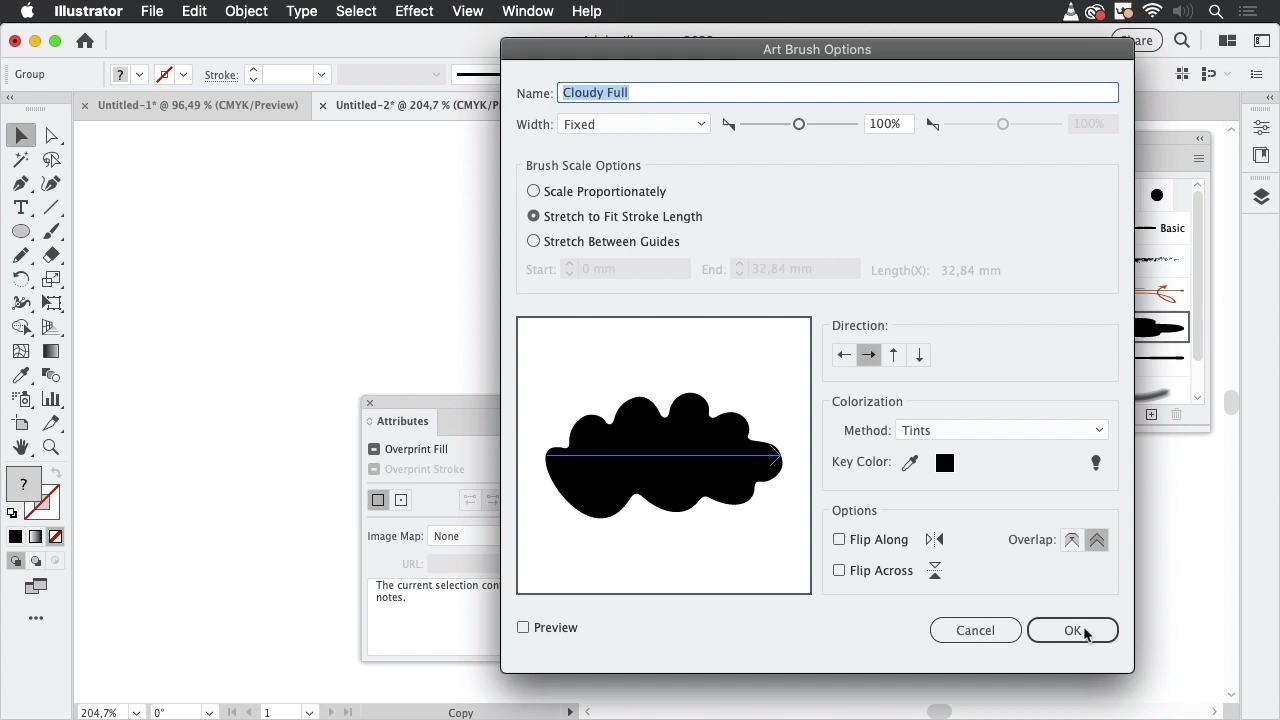 Illustrator File Edit Object Type Select Effect View Window Help
Share
Art Brush Options
Group
?
Stroke:
Name: Cloudy Full
Untitled-1* @ 96,49 % (CMYK/Preview)
Untitled-2* @ 204,7 % (CMYK/P
Width: Fixed
100%
100%
Brush Scale Options
Scale Proportionately
Stretch to Fit Stroke Length
Stretch Between Guides
Start: 0 mm
End: 32,84 mm
Length(X): 32,84 mm
Basic
Direction:
Colorization
Method: Tints
Key Color:
Options
Flip Along
Overlap:
Flip Across
Preview
Cancel
OK
Attributes
Overprint Fill
Overprint Stroke
Image Map: None
URL:
The current selection con
notes.
?
204,7%
0°
1
Copy